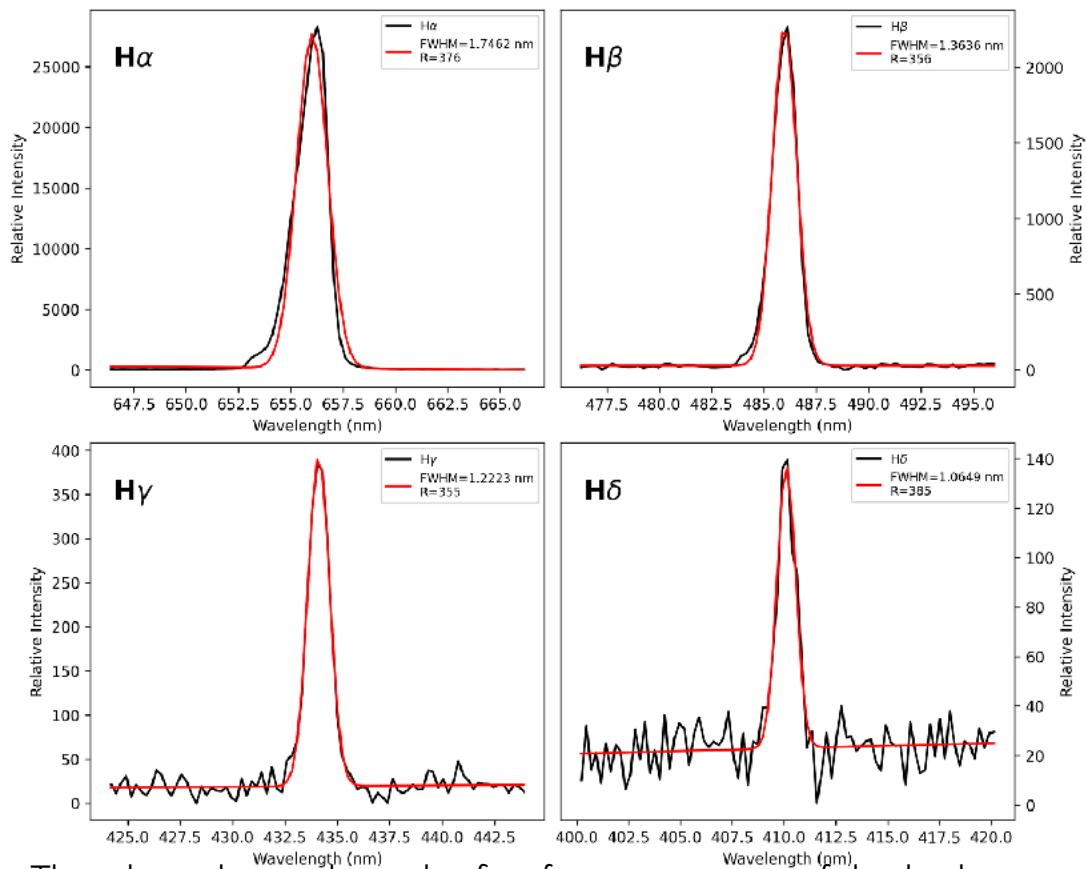 Hα
Hα
FWHM=1.7462 nm
R=376
25000
20000
15000
10000
5000
0
Relative Intensity
647.5 650.0 652.5 655.0 657.5 660.0 662.5 665.0
Wavelength (nm)
Hβ
Hβ
FWHM=1.3636 nm
R=356
2000
1500
1000
500
0
Relative Intensity
477.5 480.0 482.5 485.0 487.5 490.0 492.5 495.0
Wavelength (nm)
Hγ
Hγ
FWHM=1.2223 nm
R=355
400
350
300
250
200
150
100
50
0
Relative Intensity
425.0 427.5 430.0 432.5 435.0 437.5 440.0 442.5
Wavelength (nm)
Hδ
Hδ
FWHM=1.0649 nm
R=385
140
120
100
80
60
40
20
0
Relative Intensity
400.0 402.5 405.0 407.5 410.0 412.5 415.0 417.5 420.0
Wavelength (nm)